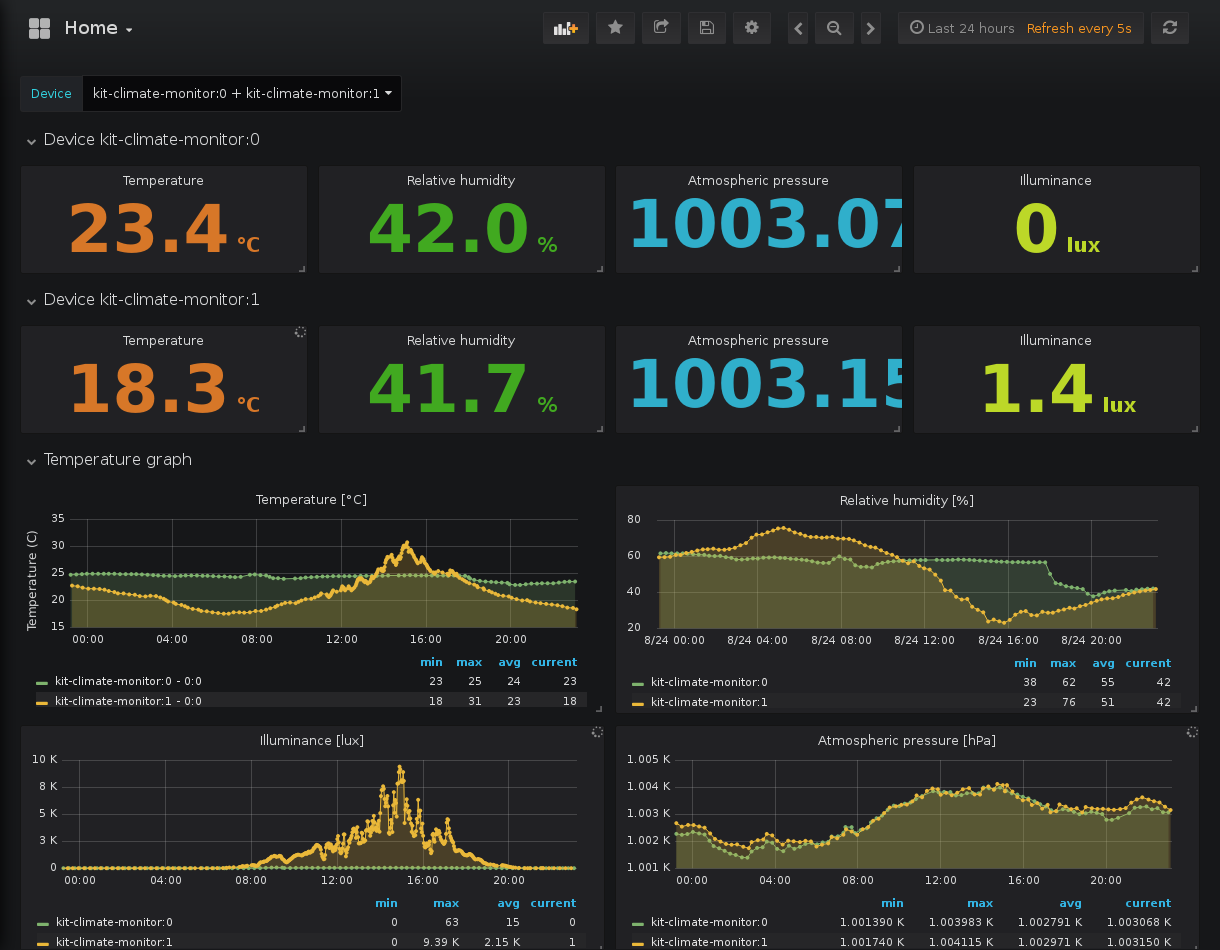 Home
Last 24 hours Refresh every 5s
Device kit-climate-monitor:0 + kit-climate-monitor:1
Device kit-climate-monitor:0
Temperature Relative humidity Atmospheric pressure Illuminance
23.4 °C 42.0 % 1003.07 0 lux
Device kit-climate-monitor:1
Temperature Relative humidity Atmospheric pressure Illuminance
18.3 °C 41.7 % 1003.15 1.4 lux
Temperature graph
Temperature [°C]
Temperature (C)
35
30
25
20
15
00:00 04:00 08:00 12:00 16:00 20:00
min max avg current
kit-climate-monitor:0 - 0:0 23 25 24 23
kit-climate-monitor:1 - 0:0 18 31 23 18
Relative humidity [%]
80
60
40
20
8/24 00:00 8/24 04:00 8/24 08:00 8/24 12:00 8/24 16:00 8/24 20:00
min max avg current
kit-climate-monitor:0 38 62 55 42
kit-climate-monitor:1 23 76 51 42
Illuminance [lux]
10 K
8 K
5 K
3 K
0
00:00 04:00 08:00 12:00 16:00 20:00
min max avg current
kit-climate-monitor:0 0 63 15 0
kit-climate-monitor:1 0 9.39 K 2.15 K 1
Atmospheric pressure [hPa]
1.005 K
1.004 K
1.003 K
1.002 K
1.001 K
00:00 04:00 08:00 12:00 16:00 20:00
min max avg current
kit-climate-monitor:0 1.001390 K 1.003983 K 1.002791 K 1.003068 K
kit-climate-monitor:1 1.001740 K 1.004115 K 1.002971 K 1.003150 K